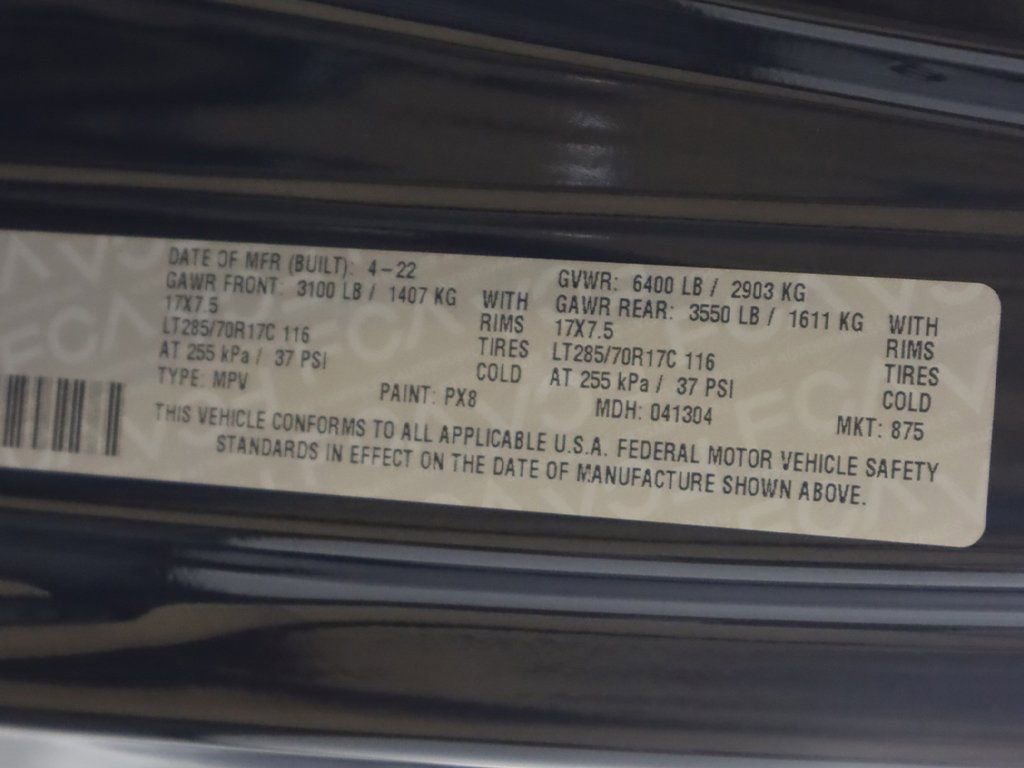 DATE OF MFR (BUILT): 4-22 GVWR: 6400 LB / 2903 KG
GAWR FRONT: 3100 LB / 1407 KG WITH GAWR REAR: 3550 LB / 1611 KG WITH
17X7.5 RIMS 17X7.5 RIMS
LT285/70R17C 116 TIRES LT285/70R17C 116 TIRES
AT 255 kPa / 37 PSI COLD AT 255 kPa / 37 PSI COLD
TYPE: MPV PAINT: PX8 MDH: 041304 MKT: 875
THIS VEHICLE CONFORMS TO ALL APPLICABLE U.S.A. FEDERAL MOTOR VEHICLE SAFETY
STANDARDS IN EFFECT ON THE DATE OF MANUFACTURE SHOWN ABOVE.